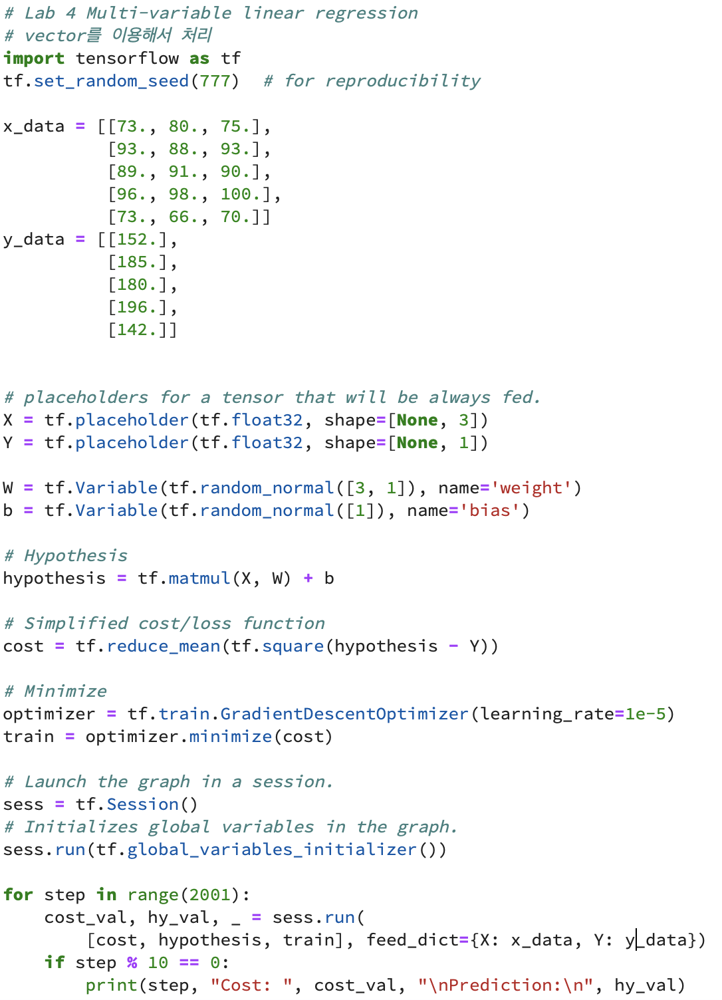 # Lab 4 Multi-variable linear regression
# vector를 이용해서 처리
import tensorflow as tf
tf.set_random_seed(777)  # for reproducibility

x_data = [[73., 80., 75.],
          [93., 88., 93.],
          [89., 91., 90.],
          [96., 98., 100.],
          [73., 66., 70.]]
y_data = [[152.],
          [185.],
          [180.],
          [196.],
          [142.]]


# placeholders for a tensor that will be always fed.
X = tf.placeholder(tf.float32, shape=[None, 3])
Y = tf.placeholder(tf.float32, shape=[None, 1])

W = tf.Variable(tf.random_normal([3, 1]), name='weight')
b = tf.Variable(tf.random_normal([1]), name='bias')

# Hypothesis
hypothesis = tf.matmul(X, W) + b

# Simplified cost/loss function
cost = tf.reduce_mean(tf.square(hypothesis - Y))

# Minimize
optimizer = tf.train.GradientDescentOptimizer(learning_rate=1e-5)
train = optimizer.minimize(cost)

# Launch the graph in a session.
sess = tf.Session()
# Initializes global variables in the graph.
sess.run(tf.global_variables_initializer())

for step in range(2001):
    cost_val, hy_val, _ = sess.run(
        [cost, hypothesis, train], feed_dict={X: x_data, Y: y_data})
    if step % 10 == 0:
        print(step, "Cost: ", cost_val, "\nPrediction:\n", hy_val)